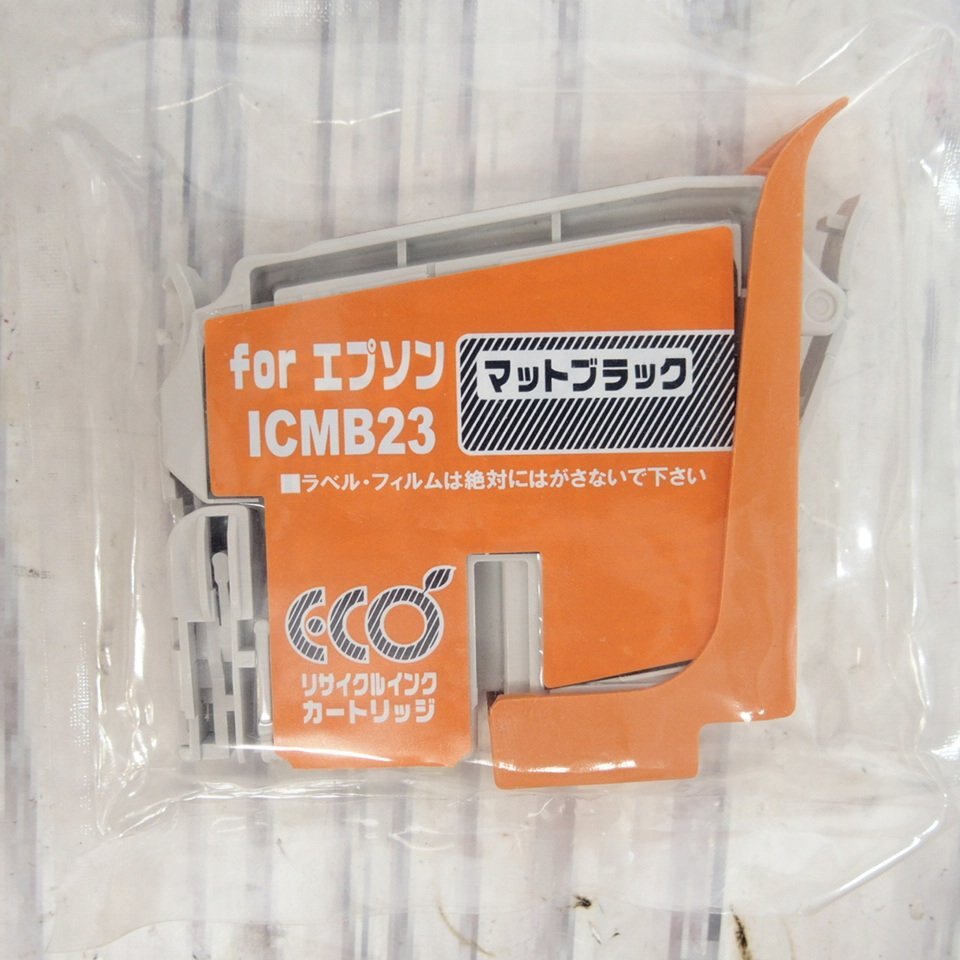 for エプソン
ICMB23
マットブラック
■ラベル・フィルムは絶対にはがさないで下さい
ECO
リサイクルインク
カートリッジ